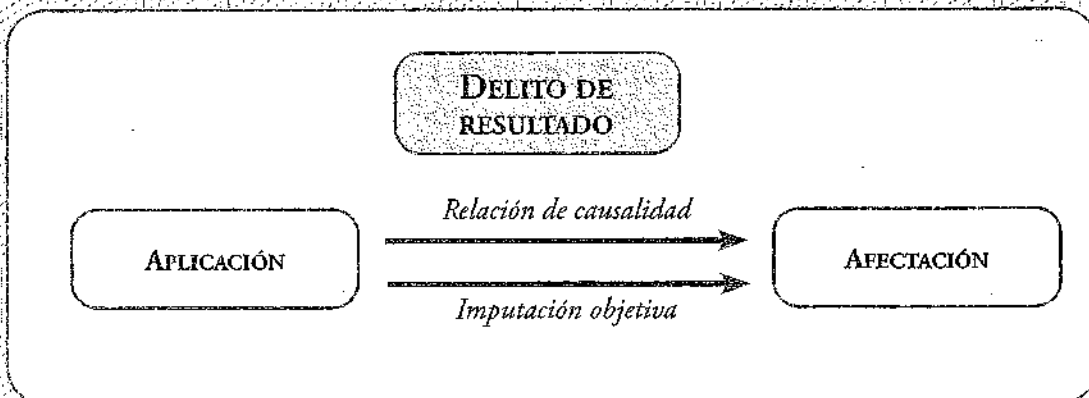 DELITO DE
RESULTADO
Relación de causalidad
APLICACIÓN
AFECTACIÓN
Imputación objetiva